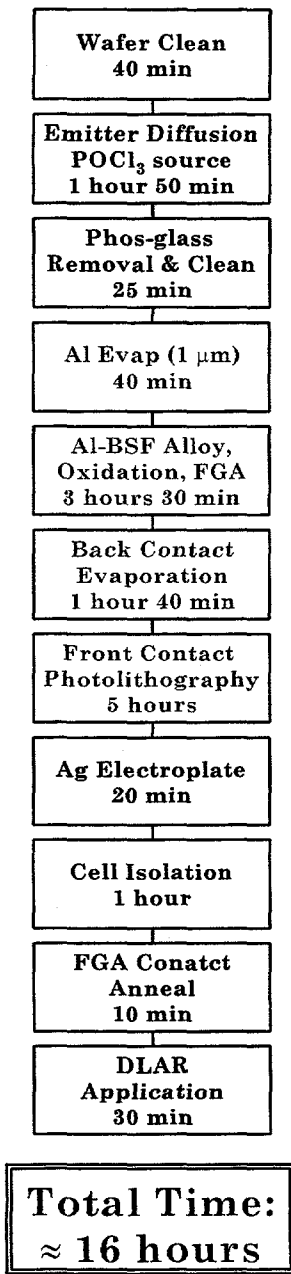 Wafer Clean
40 min
Emitter Diffusion
POCl₃ source
1 hour 50 min
Phos-glass
Removal & Clean
25 min
Al Evap (1 μm)
40 min
Al-BSF Alloy,
Oxidation, FGA
3 hours 30 min
Back Contact
Evaporation
1 hour 40 min
Front Contact
Photolithography
5 hours
Ag Electroplate
20 min
Cell Isolation
1 hour
FGA Conatct
Anneal
10 min
DLAR
Application
30 min
Total Time:
≈ 16 hours